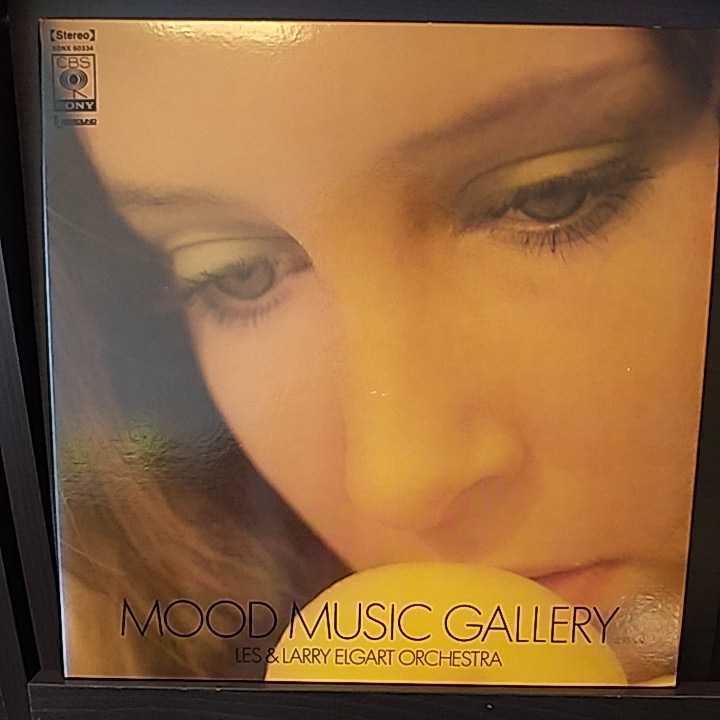 【Stereo】
SONX 60334
CBS
SONY
MOOD MUSIC GALLERY
LES & LARRY ELGART ORCHESTRA